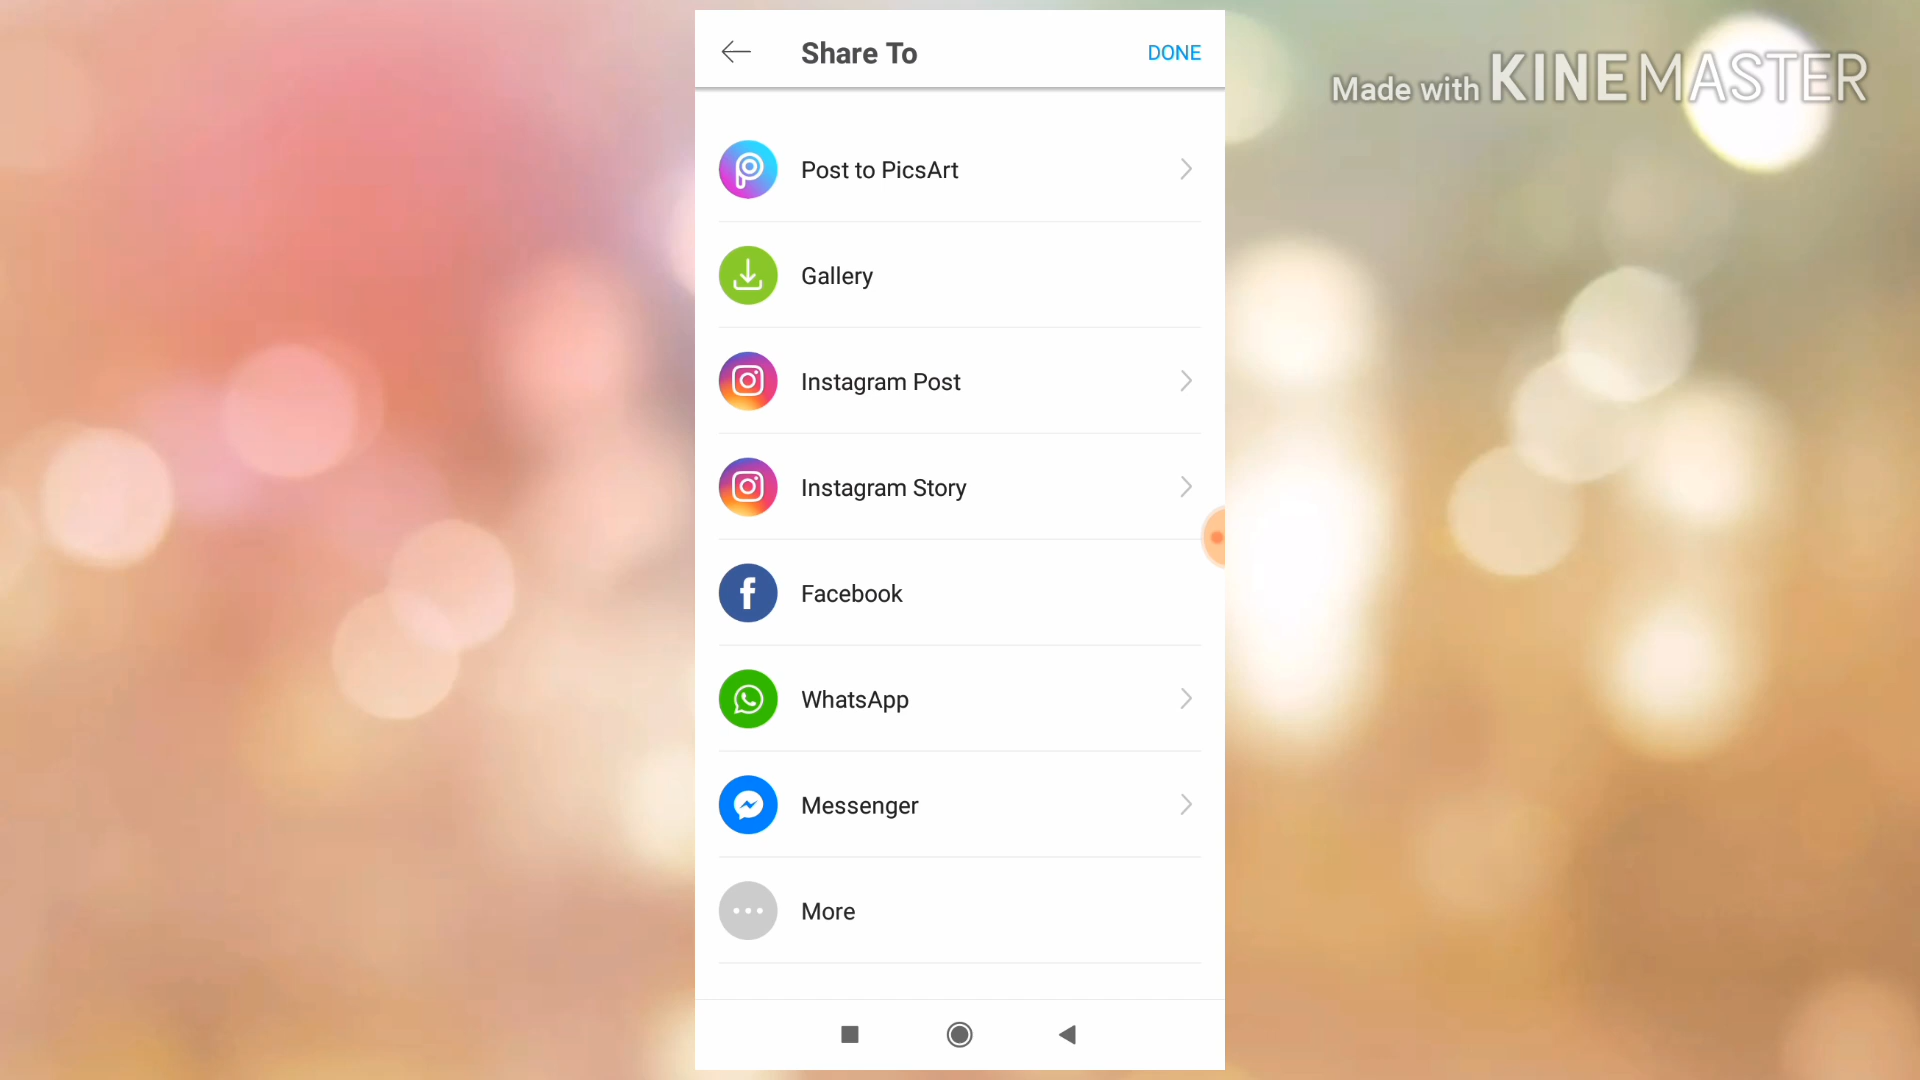 Share To
DONE
Made with KINEMASTER
Post to PicsArt
Gallery
Instagram Post
Instagram Story
Facebook
WhatsApp
Messenger
More